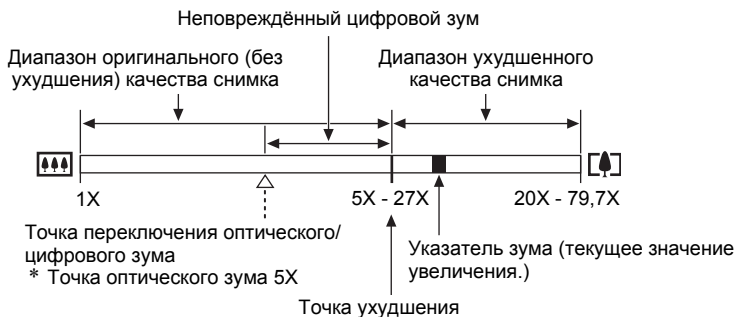 Неповреждённый цифровой зум
Диапазон оригинального (без
ухудшения) качества снимка
Диапазон ухудшенного
качества снимка
1X
5X - 27X
20X - 79,7X
Точка переключения оптического/
цифрового зума
* Точка оптического зума 5X
Указатель зума (текущее значение
увеличения.)
Точка ухудшения